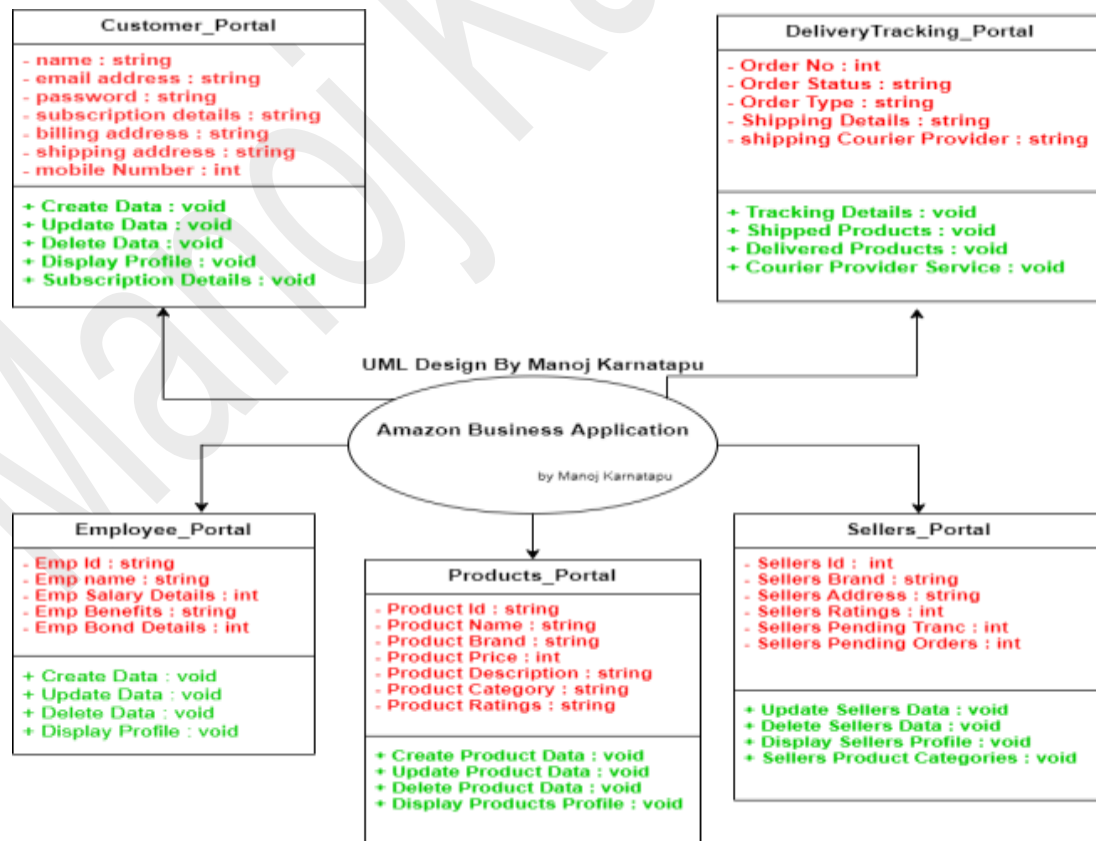 Customer_Portal
- name : string
- email address : string
- password : string
- subscription details : string
- billing address : string
- shipping address : string
- mobile Number : int
+ Create Data : void
+ Update Data : void
+ Delete Data : void
+ Display Profile : void
+ Subscription Details : void
DeliveryTracking_Portal
- Order No : int
- Order Status : string
- Order Type : string
- Shipping Details : string
- shipping Courier Provider : string
+ Tracking Details : void
+ Shipped Products : void
+ Delivered Products : void
+ Courier Provider Service : void
UML Design By Manoj Karnatapu
Amazon Business Application
by Manoj Karnatapu
Employee_Portal
- Emp Id : string
- Emp name : string
- Emp Salary Details : int
- Emp Benefits : string
- Emp Bond Details : int
+ Create Data : void
+ Update Data : void
+ Delete Data : void
+ Display Profile : void
Products_Portal
- Product Id : string
- Product Name : string
- Product Brand : string
- Product Price : int
- Product Description : string
- Product Category : string
- Product Ratings : string
+ Create Product Data : void
+ Update Product Data : void
+ Delete Product Data : void
+ Display Products Profile : void
Sellers_Portal
- Sellers Id : int
- Sellers Brand : string
- Sellers Address : string
- Sellers Ratings : int
- Sellers Pending Tranc : int
- Sellers Pending Orders : int
+ Update Sellers Data : void
+ Delete Sellers Data : void
+ Display Sellers Profile : void
+ Sellers Product Categories : void
Manoj